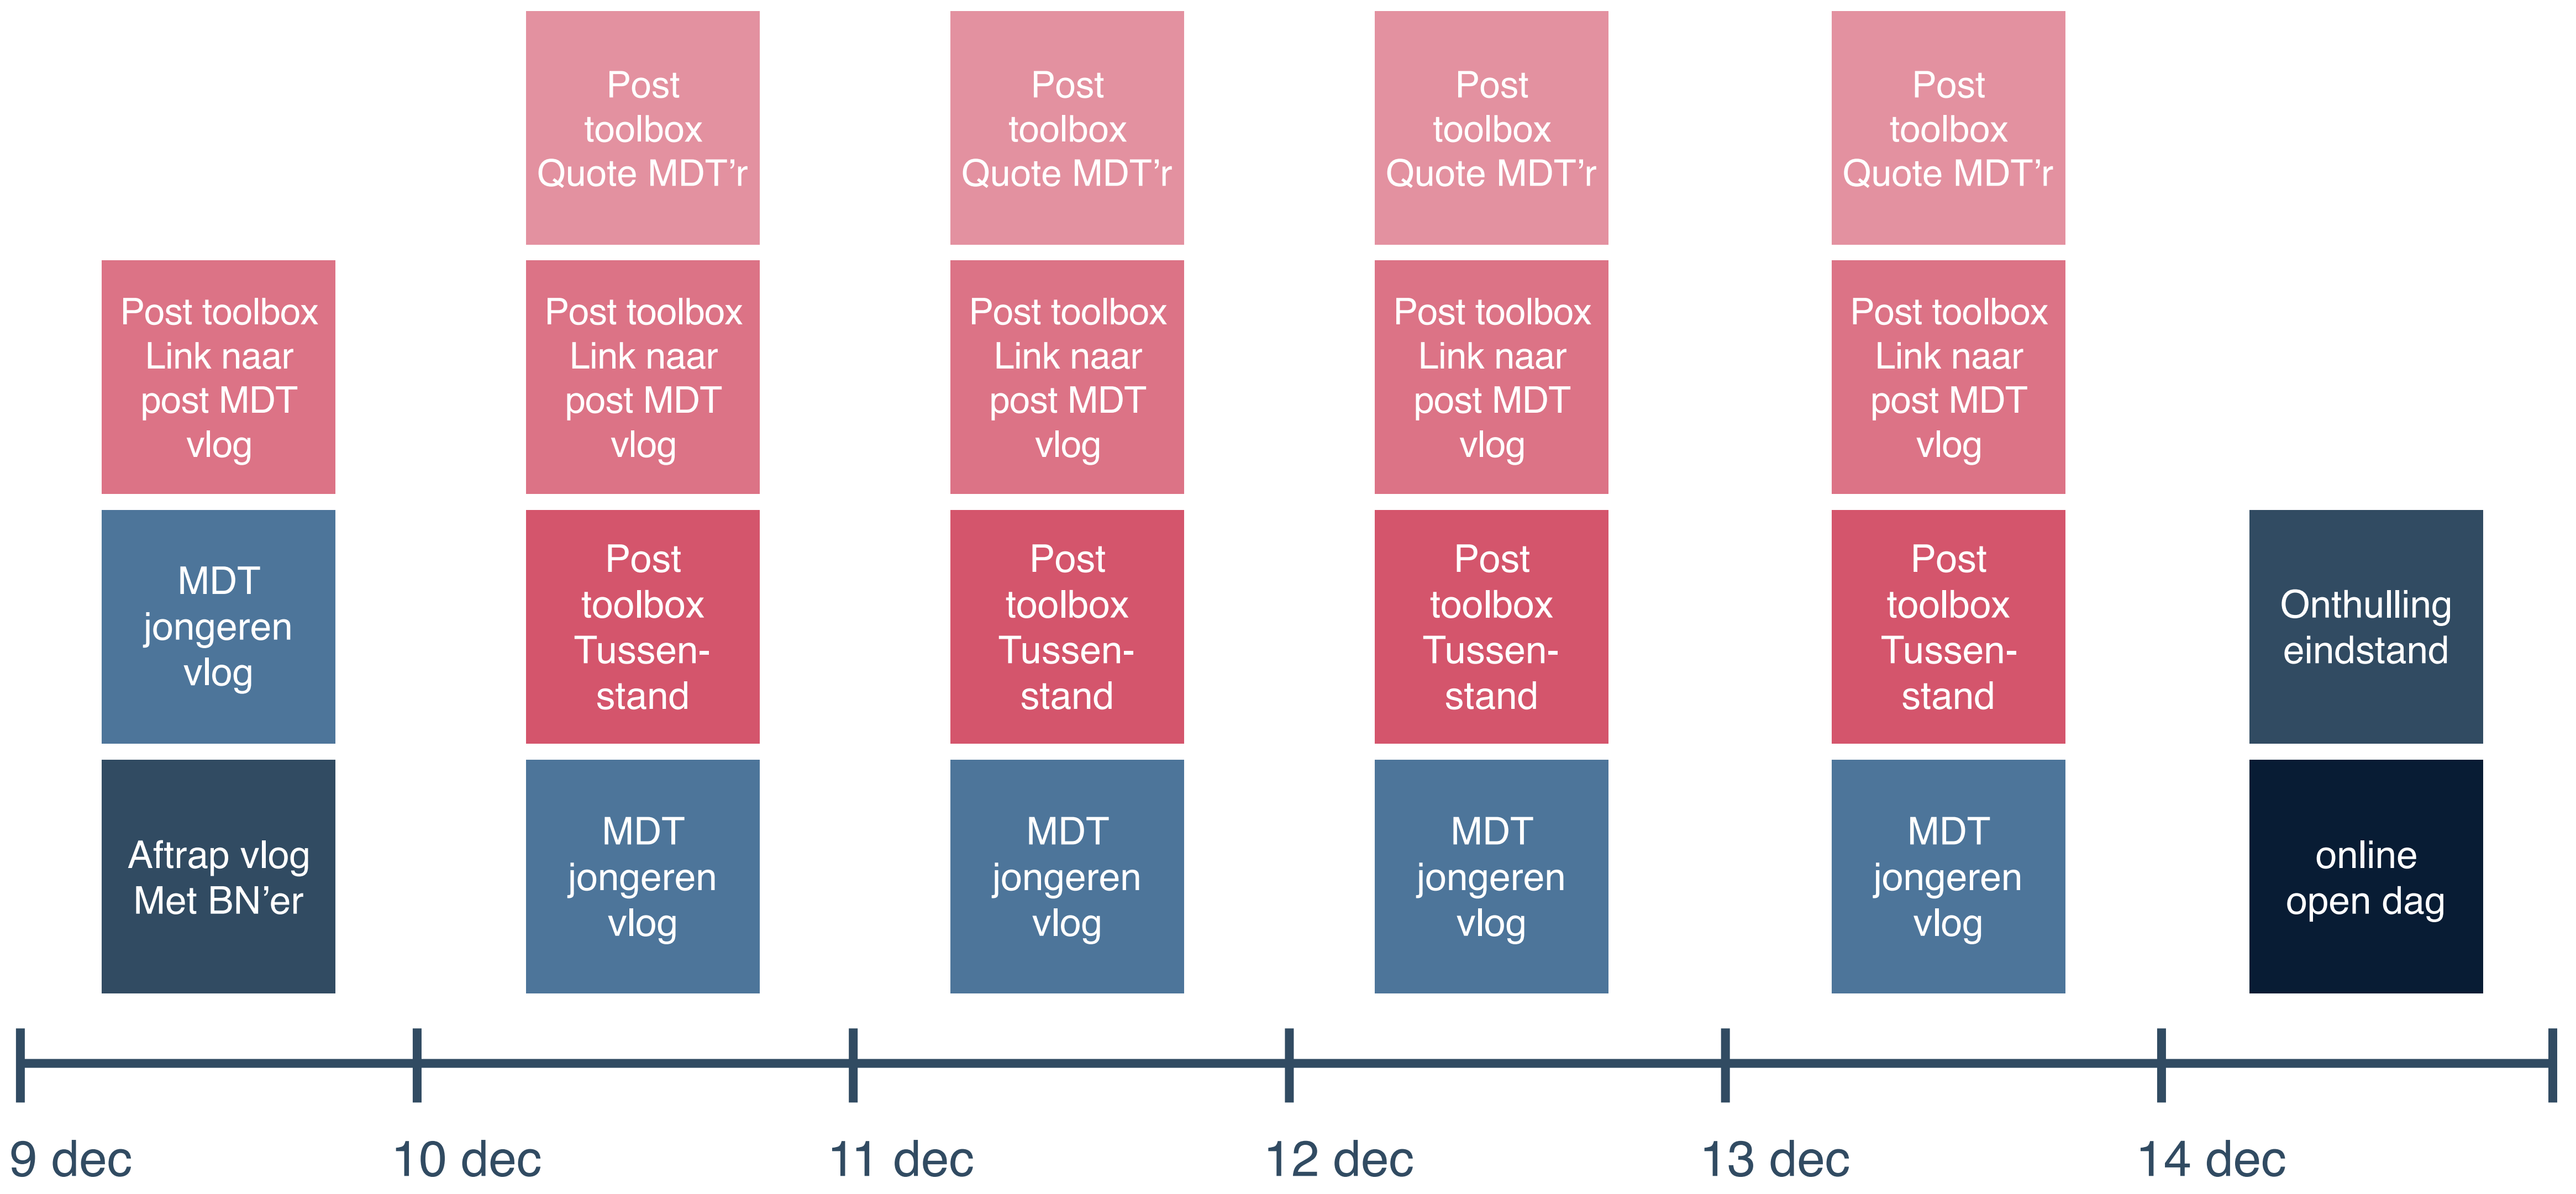 Post
toolbox
Quote MDT’r
Post
toolbox
Quote MDT’r
Post
toolbox
Quote MDT’r
Post
toolbox
Quote MDT’r
Post toolbox
Link naar
post MDT
vlog
Post toolbox
Link naar
post MDT
vlog
Post toolbox
Link naar
post MDT
vlog
Post toolbox
Link naar
post MDT
vlog
Post toolbox
Link naar
post MDT
vlog
MDT
jongeren
vlog
Post
toolbox
Tussen-
stand
Post
toolbox
Tussen-
stand
Post
toolbox
Tussen-
stand
Post
toolbox
Tussen-
stand
Onthulling
eindstand
Aftrap vlog
Met BN’er
MDT
jongeren
vlog
MDT
jongeren
vlog
MDT
jongeren
vlog
MDT
jongeren
vlog
online
open dag
9 dec
10 dec
11 dec
12 dec
13 dec
14 dec